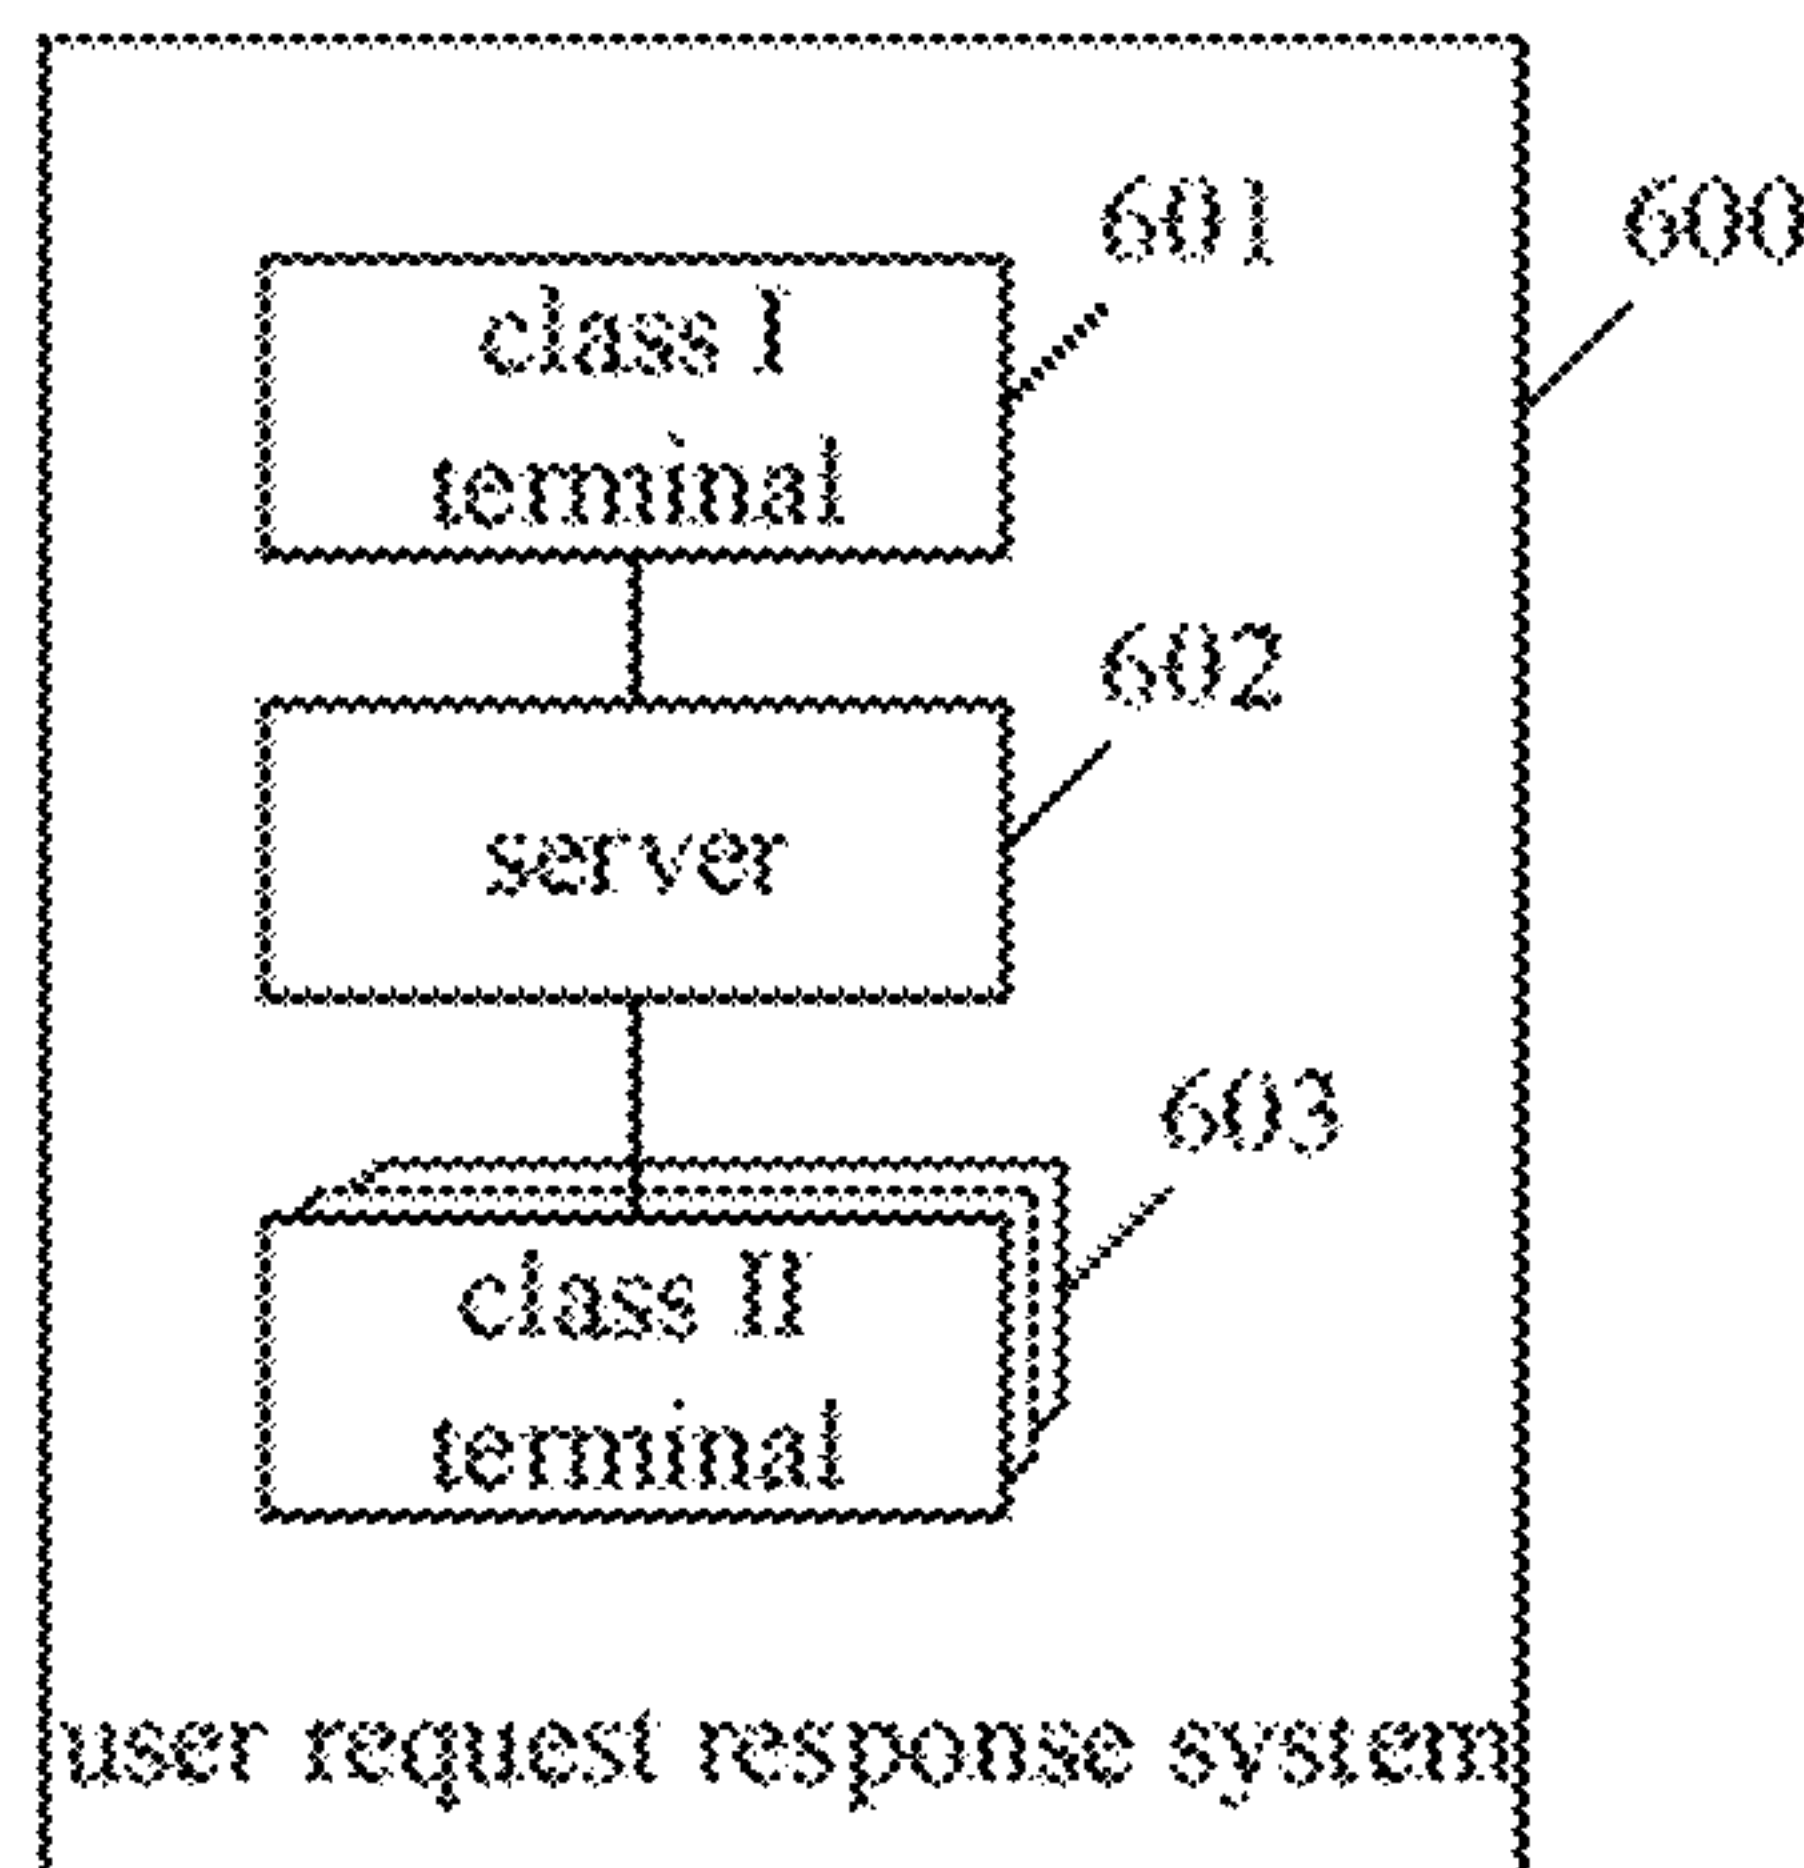 601
600
class I
terminal
602
server
603
class II
terminal
user request response system